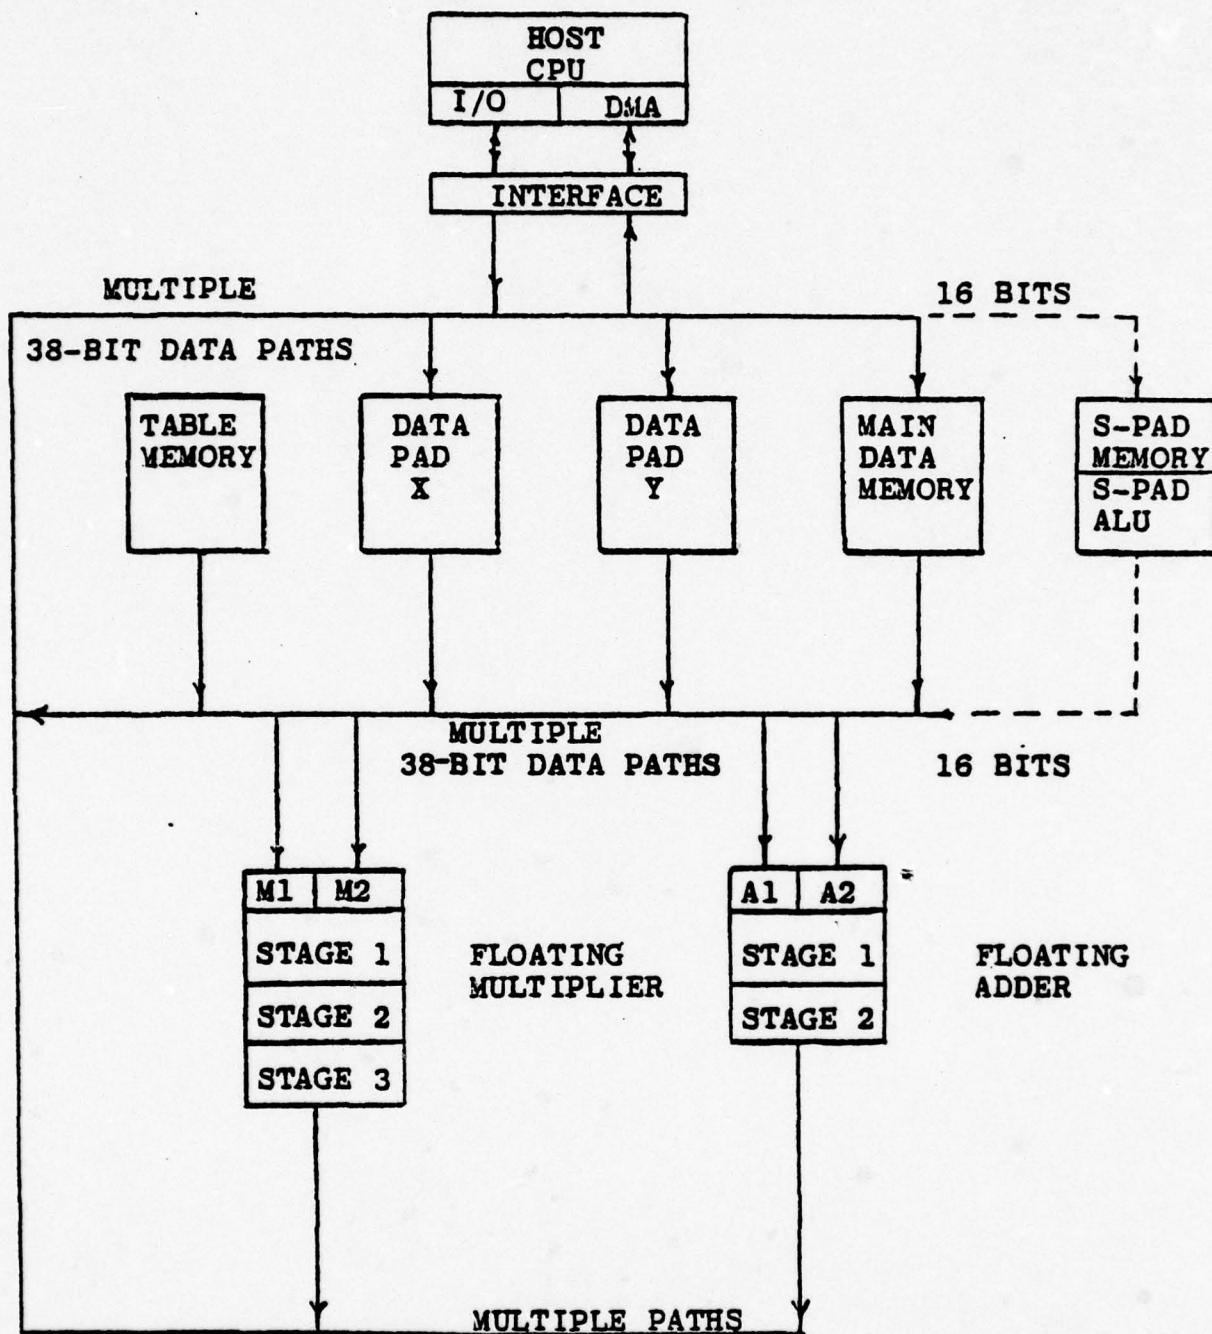 HOST
CPU
I/O DMA
INTERFACE
MULTIPLE
16 BITS
38-BIT DATA PATHS
TABLE
MEMORY
DATA
PAD
X
DATA
PAD
Y
MAIN
DATA
MEMORY
S-PAD
MEMORY
S-PAD
ALU
MULTIPLE
38-BIT DATA PATHS
16 BITS
M1 M2
STAGE 1
STAGE 2
STAGE 3
FLOATING
MULTIPLIER
A1 A2
STAGE 1
STAGE 2
FLOATING
ADDER
MULTIPLE PATHS